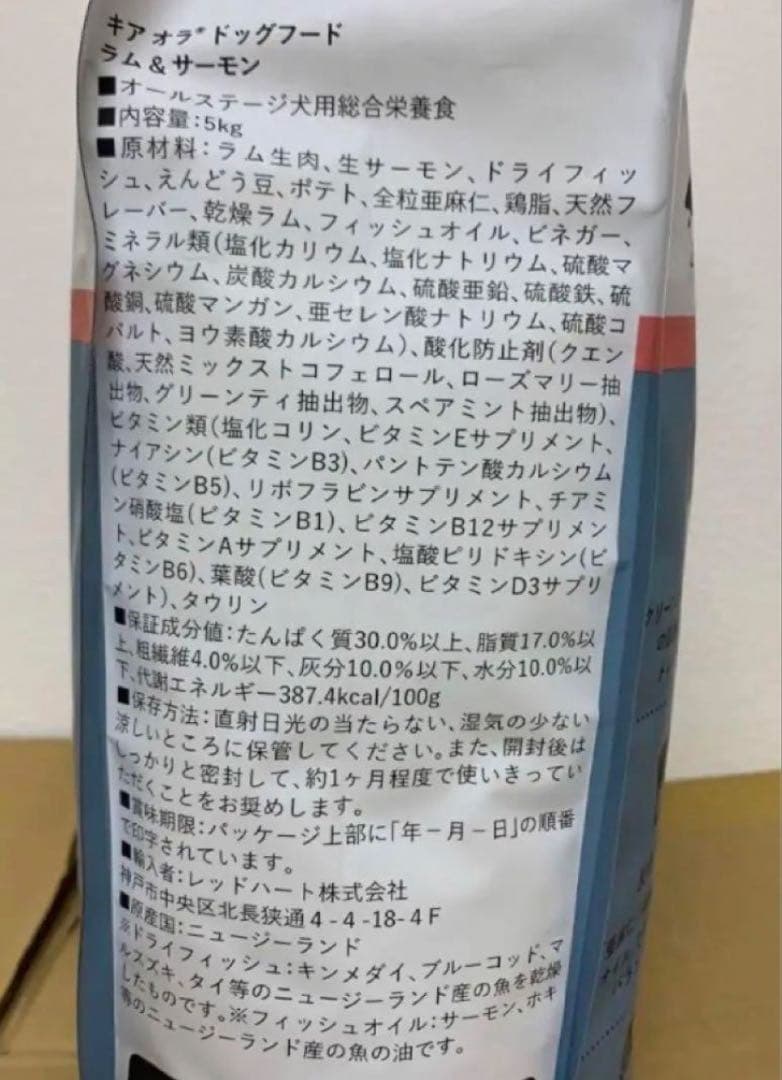 キア オラ® ドッグフード
ラム & サーモン
■オールステージ犬用総合栄養食
■内容量：5kg
■原材料：ラム生肉、生サーモン、ドライフィッ
シュ、えんどう豆、ポテト、全粒亜麻仁、鶏脂、天然フ
レーバー、乾燥ラム、フィッシュオイル、ビネガー、
ミネラル類（塩化カリウム、塩化ナトリウム、硫酸マ
グネシウム、炭酸カルシウム、硫酸亜鉛、硫酸鉄、硫
酸銅、硫酸マンガン、亜セレン酸ナトリウム、硫酸コ
バルト、ヨウ素酸カルシウム）、酸化防止剤（クエン
酸、天然ミックストコフェロール、ローズマリー抽
出物、グリーンティ抽出物、スペアミント抽出物）、
ビタミン類（塩化コリン、ビタミンEサプリメント、
ナイアシン（ビタミンB3）、パントテン酸カルシウム
（ビタミンB5）、リボフラビンサプリメント、チアミ
ン硝酸塩（ビタミンB1）、ビタミンB12サプリメン
ト、ビタミンAサプリメント、塩酸ピリドキシン（ビ
タミンB6）、葉酸（ビタミンB9）、ビタミンD3サプリ
メント）、タウリン
■保証成分値：たんぱく質30.0%以上、脂質17.0%以
上、粗繊維4.0%以下、灰分10.0%以下、水分10.0%以
下、代謝エネルギー387.4kcal/100g
■保存方法：直射日光の当たらない、湿気の少ない
涼しいところに保管してください。また、開封後は
しっかりと密封して、約1ヶ月程度で使いきってい
ただくことをお奨めします。
■賞味期限：パッケージ上部に「年－月－日」の順番
で印字されています。
■輸入者：レッドハート株式会社
神戸市中央区北長狭通 4 - 4 -18- 4 F
■原産国：ニュージーランド
※ドライフィッシュ：キンメダイ、ブルーコッド、マ
ルスズキ、タイ等のニュージーランド産の魚を乾燥
したものです。※フィッシュオイル：サーモン、ホキ
等のニュージーランド産の魚の油です。